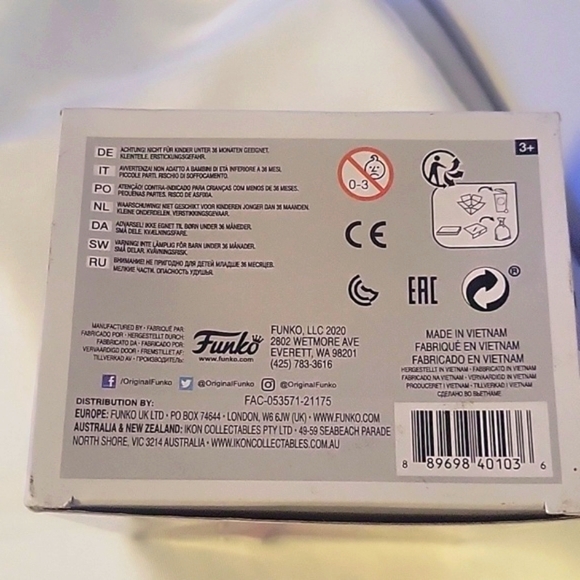 3+
DE ACHTUNG! NICHT FÜR KINDER UNTER 36 MONATEN GEEIGNET.
KLEINTEILE. ERSTICKUNGSGEFAHR.
IT AVVERTENZA! NON ADATTO A BAMBINI DI ETÀ INFERIORE A 36 MESI.
PICCOLE PARTI. RISCHIO DI SOFFOCAMENTO.
PO ATENÇÃO! CONTRA-INDICADO PARA CRIANÇAS COM MENOS DE 36 MESES.
PEQUENAS PARTES. RISCO DE ASFIXIA.
NL WAARSCHUWING! NIET GESCHIKT VOOR KINDEREN JONGER DAN 36 MAANDEN.
KLEINE ONDERDELEN. VERSTIKKINGSGEVAAR.
DA ADVARSEL! IKKE EGNET TIL BØRN UNDER 36 MÅNEDER.
SMÅ DELE. KVÆLNINGSFARE.
SW VARNING! INTE LÄMPLIG FÖR BARN UNDER 36 MÅNADER.
SMÅ DELAR. KVÄVNINGSRISK.
RU ВНИМАНИЕ! НЕ ПРИГОДНО ДЛЯ ДЕТЕЙ МЛАДШЕ 36 МЕСЯЦЕВ.
МЕЛКИЕ ЧАСТИ. ОПАСНОСТЬ УДУШЬЯ.
0-3
CE
EAC
®
MANUFACTURED BY · FABRIQUÉ PAR
FABRICADO POR · HERGESTELLT DURCH:
FABBRICATO DA · FABRICADO POR:
VERVAARDIGD DOOR · FREMSTILLET AF:
TILLVERKAD AV · ПРОИЗВОДИТЕЛЬ:
Funko
www.funko.com
FUNKO, LLC 2020
2802 WETMORE AVE
EVERETT, WA 98201
(425) 783-3616
MADE IN VIETNAM
FABRIQUÉ EN VIETNAM
FABRICADO EN VIETNAM
HERGESTELLT IN VIETNAM · FABBRICATO IN VIETNAM
FABRICADO NA VIETNAM · VERVAARDIGD IN VIETNAM
PRODUCERET I VIETNAM · TILLVERKAD I VIETNAM
СДЕЛАНО ВО ВЬЕТНАМЕ
f /OriginalFunko @OriginalFunko @OriginalFunko
FAC-053571-21175
DISTRIBUTION BY:
EUROPE: FUNKO UK LTD · PO BOX 74644 · LONDON, W6 6JW (UK) · WWW.FUNKO.COM
AUSTRALIA & NEW ZEALAND: IKON COLLECTABLES PTY LTD · 49-59 SEABEACH PARADE
NORTH SHORE, VIC 3214 AUSTRALIA · WWW.IKONCOLLECTABLES.COM.AU
8 89698 40103 6